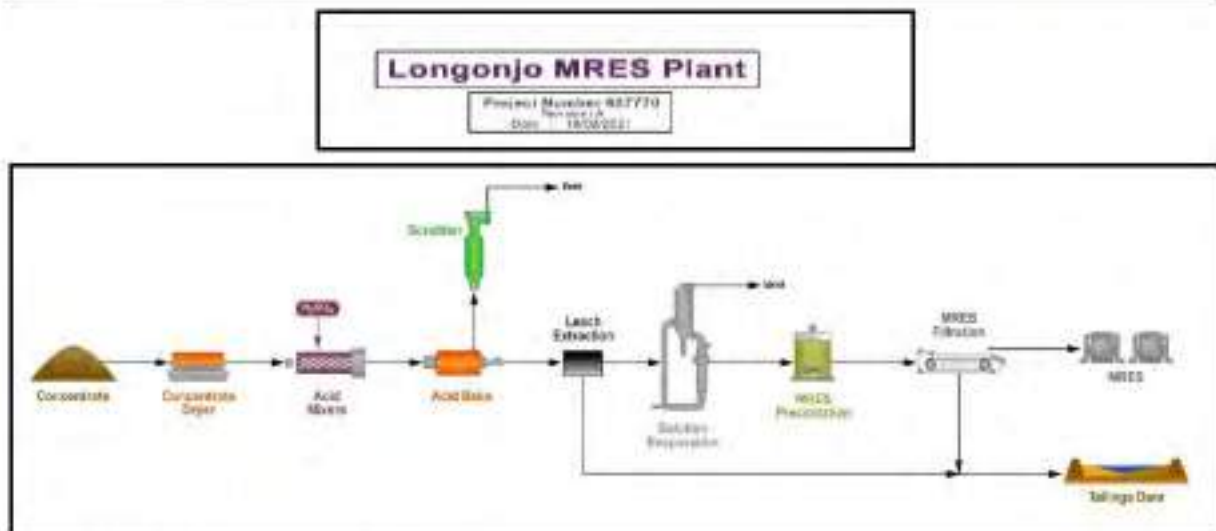 Longonjo MRES Plant
Project Number
Date
Scrubber
Vent
Vent
Leach
Extraction
MRES
Filtration
Concentrate
Concentrate
Dryer
Acid
Mixers
Acid Bake
Solution
Evaporation
MRES
Precipitation
MRES
Tailings Dam